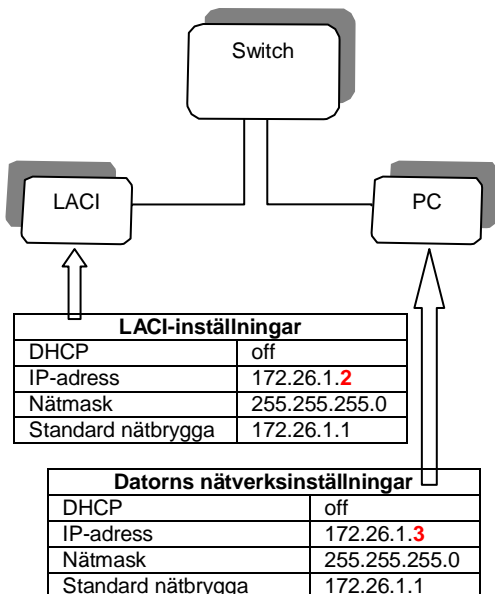 Switch
LACI
PC
LACI-inställningar
DHCP off
IP-adress 172.26.1.2
Nätmask 255.255.255.0
Standard nätbrygga 172.26.1.1
Datorns nätverksinställningar
DHCP off
IP-adress 172.26.1.3
Nätmask 255.255.255.0
Standard nätbrygga 172.26.1.1